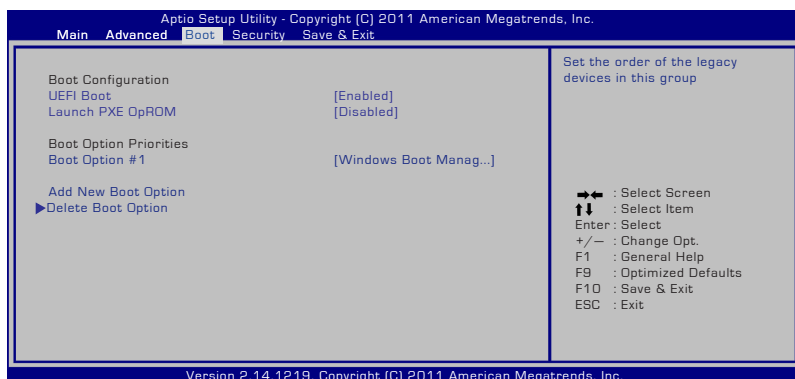 Aptio Setup Utility - Copyright (C) 2011 American Megatrends, Inc.
Main Advanced Boot Security Save & Exit
Boot Configuration
UEFI Boot [Enabled]
Launch PXE OpROM [Disabled]
Boot Option Priorities
Boot Option #1 [Windows Boot Manag...]
Add New Boot Option
▶Delete Boot Option
Set the order of the legacy
devices in this group
→← : Select Screen
↑↓ : Select Item
Enter : Select
+/— : Change Opt.
F1 : General Help
F9 : Optimized Defaults
F10 : Save & Exit
ESC : Exit
Version 2.14.1219. Copyright (C) 2011 American Megatrends, Inc.